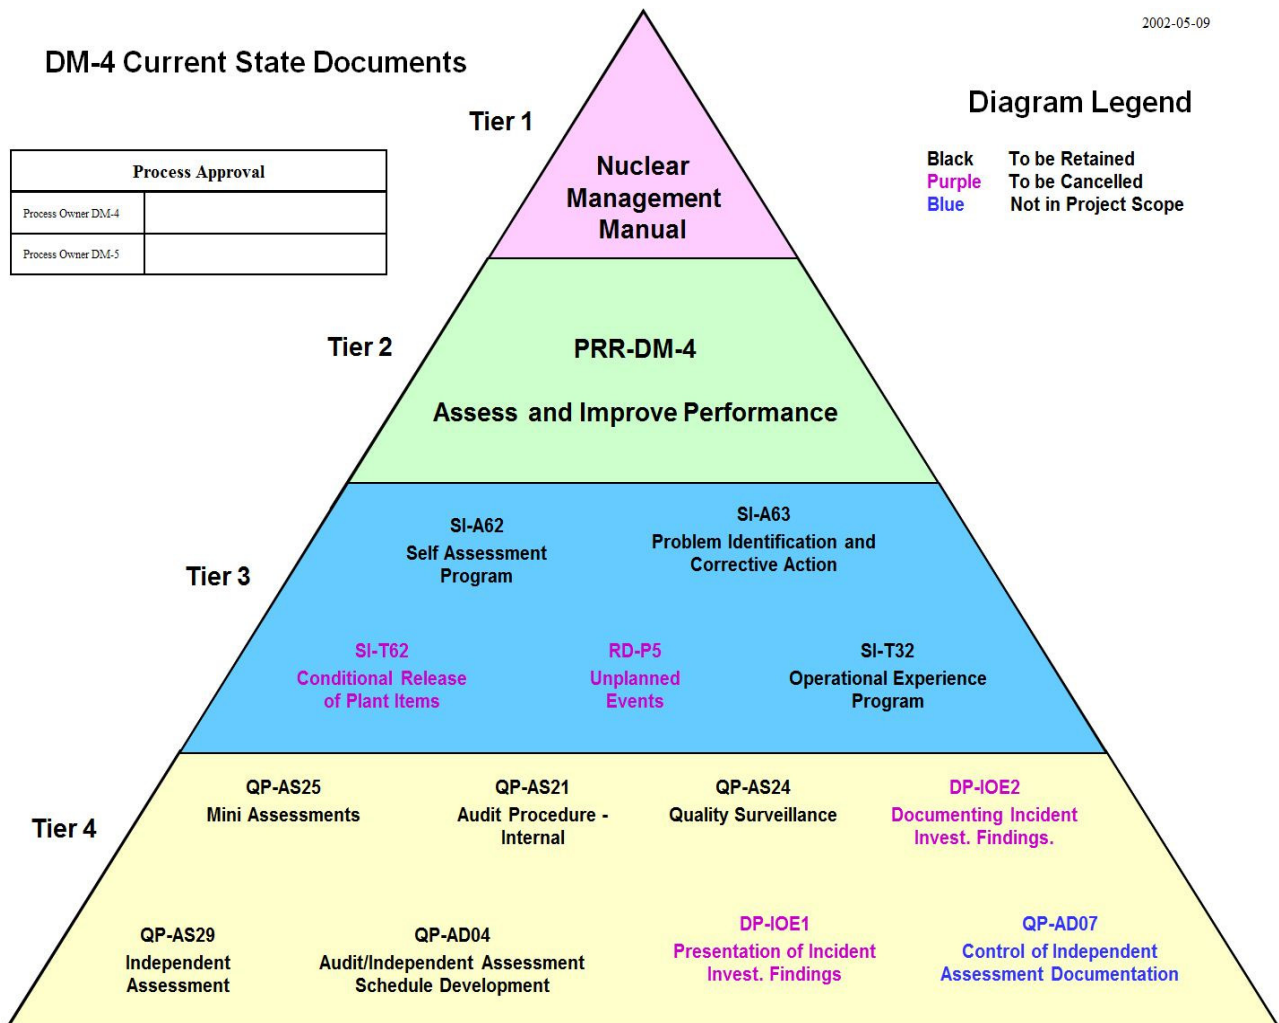 2002-05-09
DM-4 Current State Documents
Diagram Legend
Black To be Retained
Purple To be Cancelled
Blue Not in Project Scope
Process Approval
Process Owner DM-4
Process Owner DM-5
Tier 1
Nuclear
Management
Manual
Tier 2
PRR-DM-4
Assess and Improve Performance
Tier 3
SI-A62
Self Assessment
Program
SI-A63
Problem Identification and
Corrective Action
SI-T62
Conditional Release
of Plant Items
RD-P5
Unplanned
Events
SI-T32
Operational Experience
Program
Tier 4
QP-AS25
Mini Assessments
QP-AS21
Audit Procedure -
Internal
QP-AS24
Quality Surveillance
DP-IOE2
Documenting Incident
Invest. Findings.
QP-AS29
Independent
Assessment
QP-AD04
Audit/Independent Assessment
Schedule Development
DP-IOE1
Presentation of Incident
Invest. Findings
QP-AD07
Control of Independent
Assessment Documentation